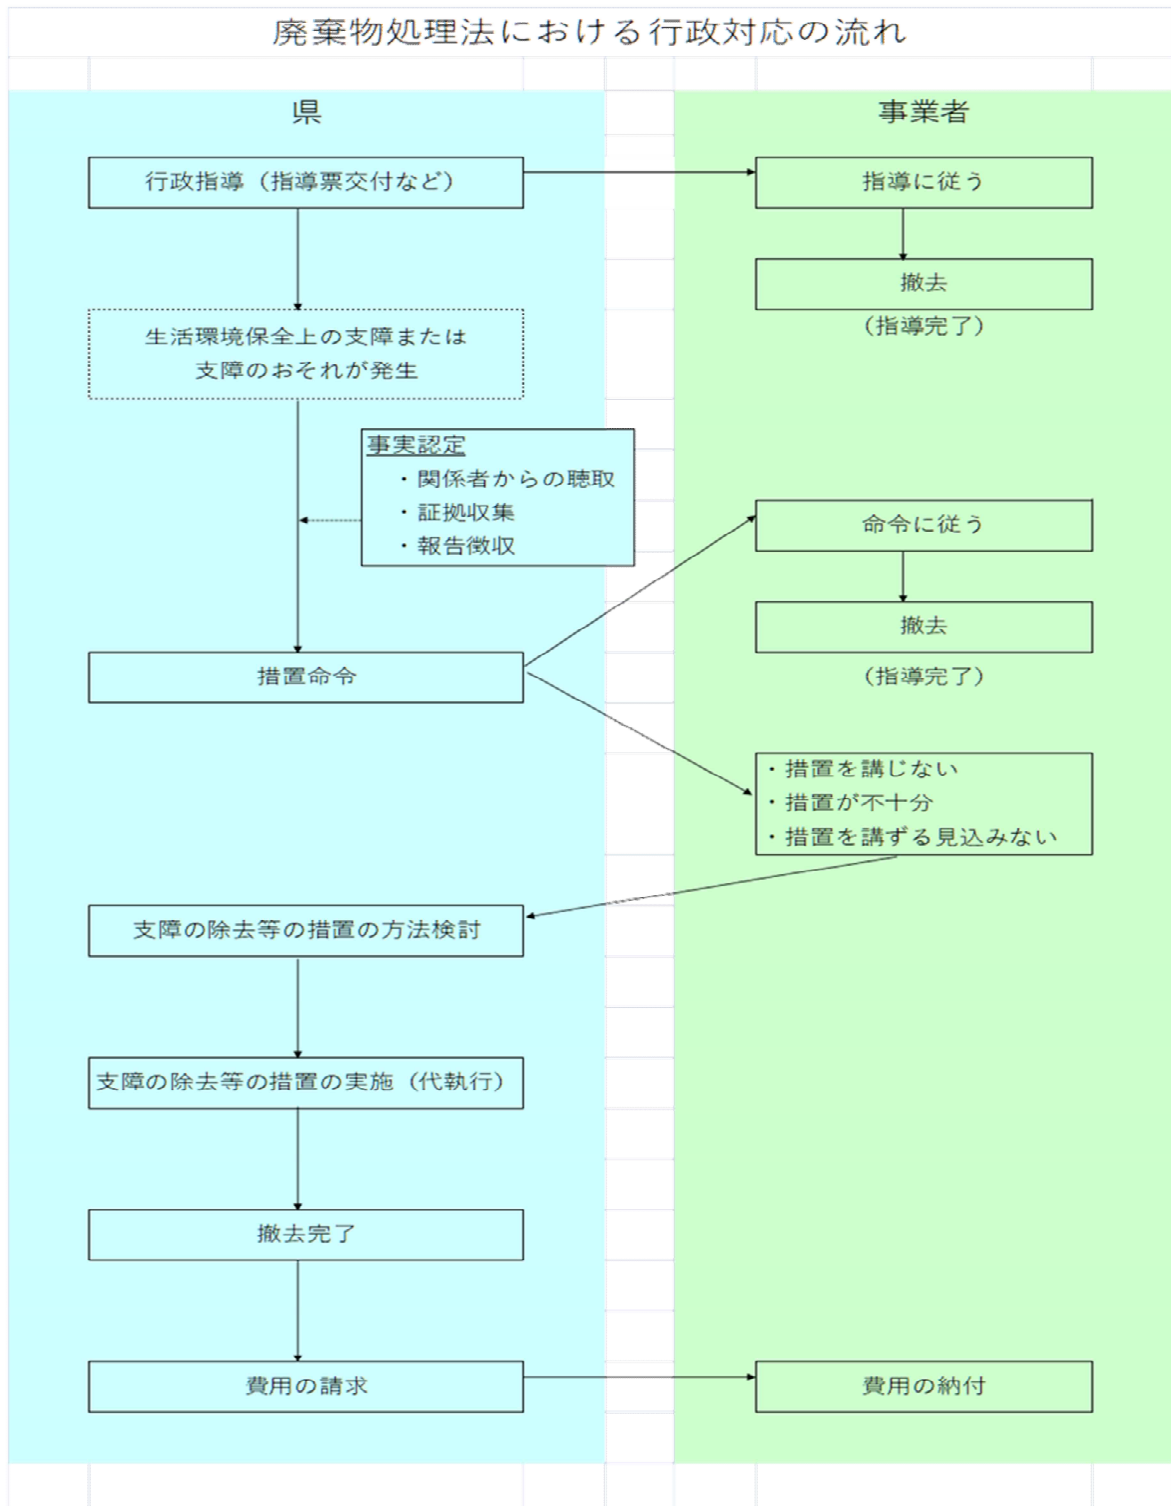 廃棄物処理法における行政対応の流れ
県
事業者
行政指導（指導票交付など）
指導に従う
撤去
（指導完了）
生活環境保全上の支障または
支障のおそれが発生
事実認定
・関係者からの聴取
・証拠収集
・報告徴収
命令に従う
撤去
（指導完了）
措置命令
・措置を講じない
・措置が不十分
・措置を講ずる見込みない
支障の除去等の措置の方法検討
支障の除去等の措置の実施（代執行）
撤去完了
費用の請求
費用の納付